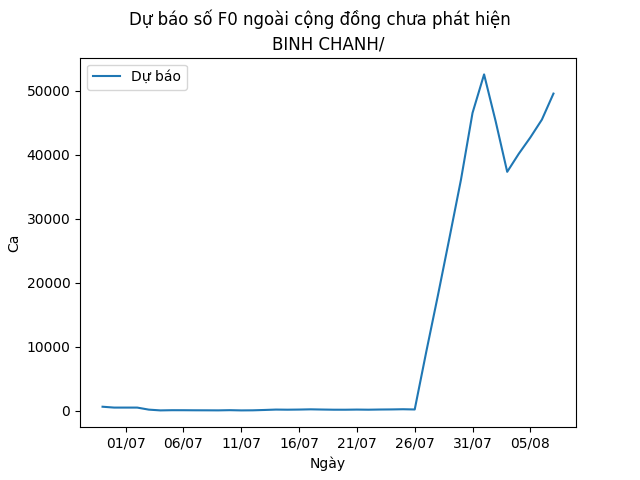 Dự báo số F0 ngoài cộng đồng chưa phát hiện
BINH CHANH/
Dự báo
50000
40000
30000
20000
10000
0
Ca
01/07 06/07 11/07 16/07 21/07 26/07 31/07 05/08
Ngày